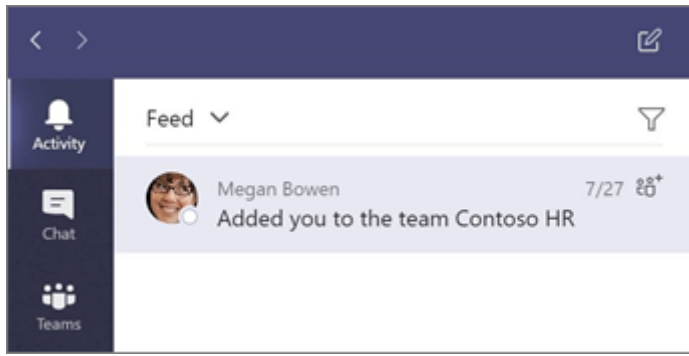 Feed
Activity
Megan Bowen 7/27
Added you to the team Contoso HR
Chat
Teams